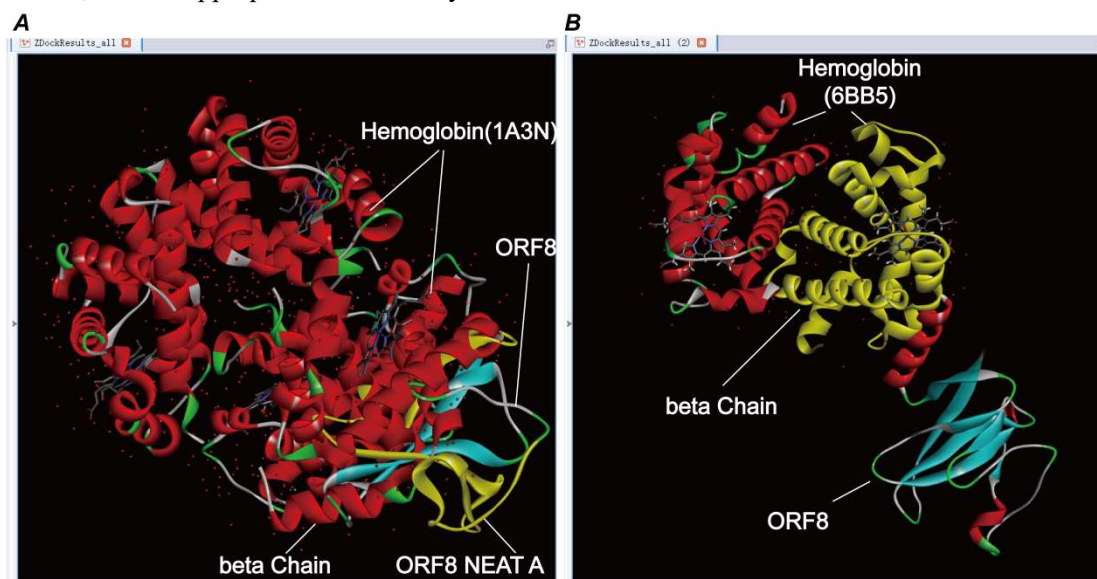 A
B
ZDockResults_all
ZDockResults_all (2)
Hemoglobin(1A3N)
ORF8
beta Chain
ORF8 NEAT A
Hemoglobin
(6BB5)
beta Chain
ORF8